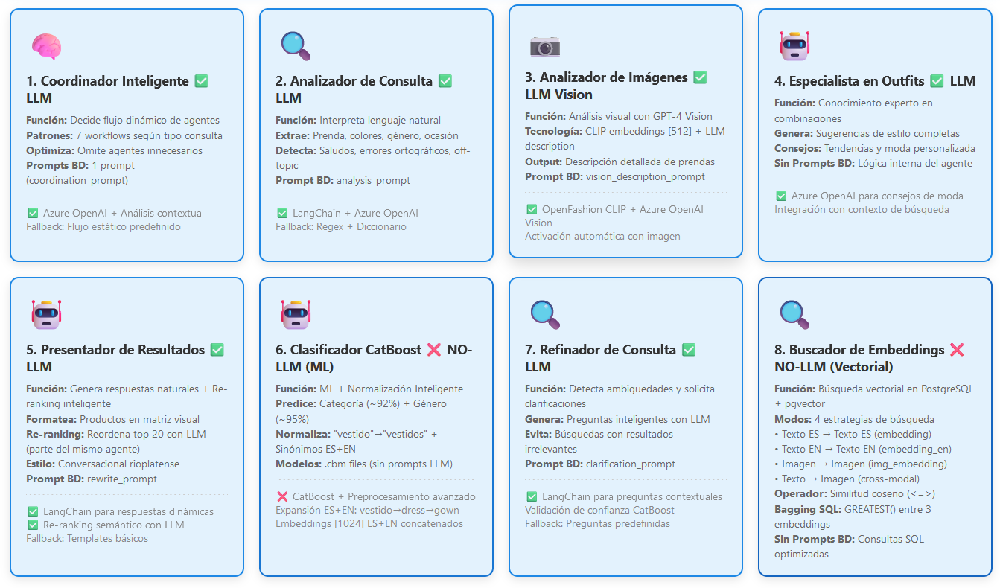 1. Coordinador Inteligente ✅
LLM
Función: Decide flujo dinámico de agentes
Patrones: 7 workflows según tipo consulta
Optimiza: Omite agentes innecesarios
Prompts BD: 1 prompt
(coordination_prompt)
✅ Azure OpenAI + Análisis contextual
Fallback: Flujo estático predefinido
2. Analizador de Consulta ✅
LLM
Función: Interpreta lenguaje natural
Extrae: Prenda, colores, género, ocasión
Detecta: Saludos, errores ortográficos, off-
topic
Prompt BD: analysis_prompt
✅ LangChain + Azure OpenAI
Fallback: Regex + Diccionario
3. Analizador de Imágenes ✅
LLM Vision
Función: Análisis visual con GPT-4 Vision
Tecnología: CLIP embeddings [512] + LLM
description
Output: Descripción detallada de prendas
Prompt BD: vision_description_prompt
✅ OpenFashion CLIP + Azure OpenAI
Vision
Activación automática con imagen
4. Especialista en Outfits ✅ LLM
Función: Conocimiento experto en
combinaciones
Genera: Sugerencias de estilo completas
Consejos: Tendencias y moda personalizada
Sin Prompts BD: Lógica interna del agente
✅ Azure OpenAI para consejos de moda
Integración con contexto de búsqueda
5. Presentador de Resultados ✅
LLM
Función: Genera respuestas naturales + Re-
ranking inteligente
Formatea: Productos en matriz visual
Re-ranking: Reordena top 20 con LLM
(parte del mismo agente)
Estilo: Conversacional rioplatense
Prompt BD: rewrite_prompt
✅ LangChain para respuestas dinámicas
✅ Re-ranking semántico con LLM
Fallback: Templates básicos
6. Clasificador CatBoost ❌ NO-
LLM (ML)
Función: ML + Normalización Inteligente
Predice: Categoría (~92%) + Género
(~95%)
Normaliza: "vestido"→"vestidos" +
Sinónimos ES+EN
Modelos: .cbm files (sin prompts LLM)
❌ CatBoost + Preprocesamiento avanzado
Expansión ES+EN: vestido→dress→gown
Embeddings [1024] ES+EN concatenados
7. Refinador de Consulta ✅
LLM
Función: Detecta ambigüedades y solicita
clarificaciones
Genera: Preguntas inteligentes con LLM
Evita: Búsquedas con resultados
irrelevantes
Prompt BD: clarification_prompt
✅ LangChain para preguntas contextuales
Validación de confianza CatBoost
Fallback: Preguntas predefinidas
8. Buscador de Embeddings ❌
NO-LLM (Vectorial)
Función: Búsqueda vectorial en PostgreSQL
+ pgvector
Modos: 4 estrategias de búsqueda
• Texto ES → Texto ES (embedding)
• Texto EN → Texto EN (embedding_en)
• Imagen → Imagen (img_embedding)
• Texto → Imagen (cross-modal)
Operador: Similitud coseno (<=>)
Bagging SQL: GREATEST() entre 3
embeddings
Sin Prompts BD: Consultas SQL
optimizadas